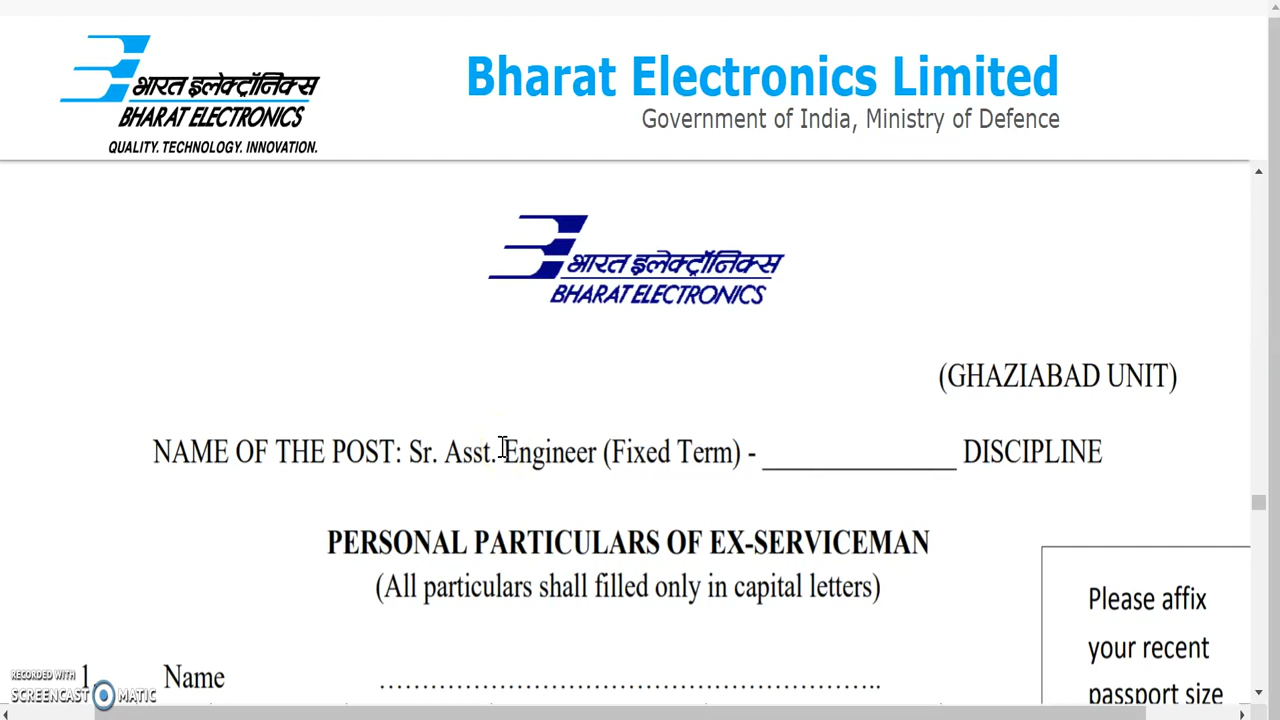 भारत इलेक्ट्रॉनिक्स
BHARAT ELECTRONICS
QUALITY. TECHNOLOGY. INNOVATION.
Bharat Electronics Limited
Government of India, Ministry of Defence
भारत इलेक्ट्रॉनिक्स
BHARAT ELECTRONICS
(GHAZIABAD UNIT)
NAME OF THE POST: Sr. Asst. Engineer (Fixed Term) - ______________ DISCIPLINE
PERSONAL PARTICULARS OF EX-SERVICEMAN
(All particulars shall filled only in capital letters)
Please affix
your recent
passport size
1. Name ………………………………………………………..
RECORDED WITH
SCREENCAST MATIC